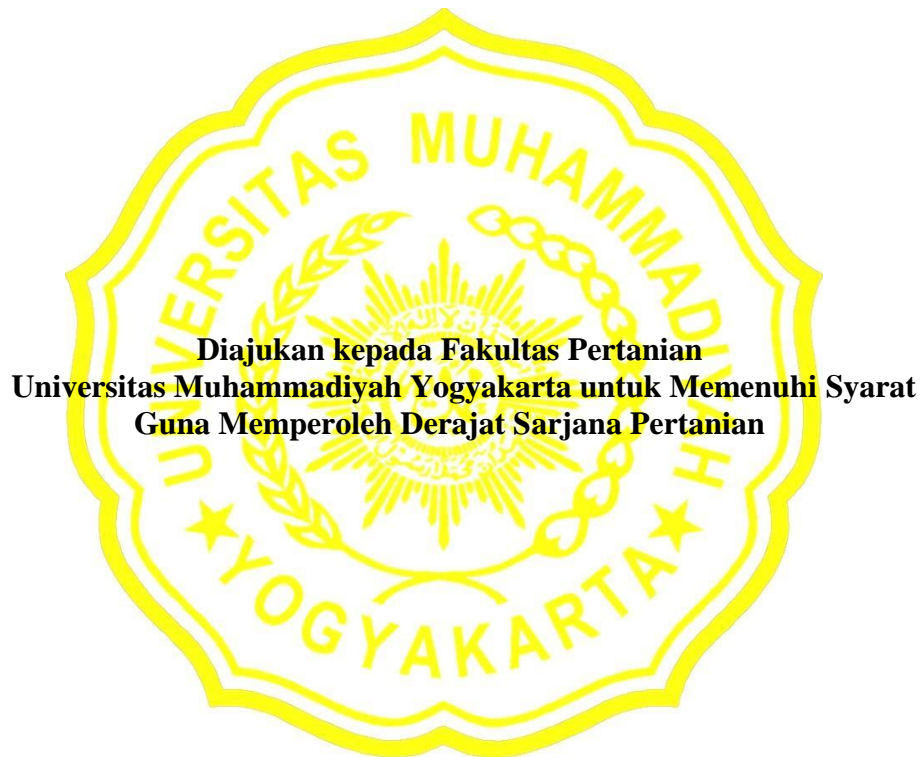 UNIVERSITAS MUHAMMADIYAH
YOGYAKARTA
Diajukan kepada Fakultas Pertanian
Universitas Muhammadiyah Yogyakarta untuk Memenuhi Syarat
Guna Memperoleh Derajat Sarjana Pertanian